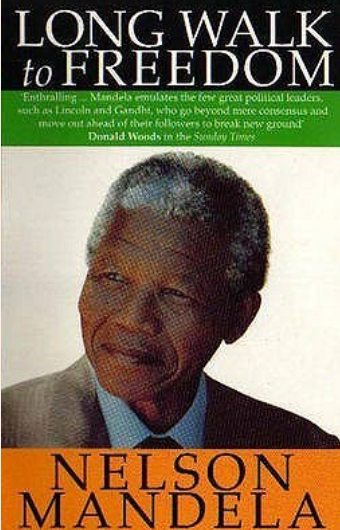 LONG WALK
to FREEDOM
'Enthralling ... Mandela emulates the few great political leaders,
such as Lincoln and Gandhi, who go beyond mere consensus and
move out ahead of their followers to break new ground'
Donald Woods in the Sunday Times
NELSON
MANDELA